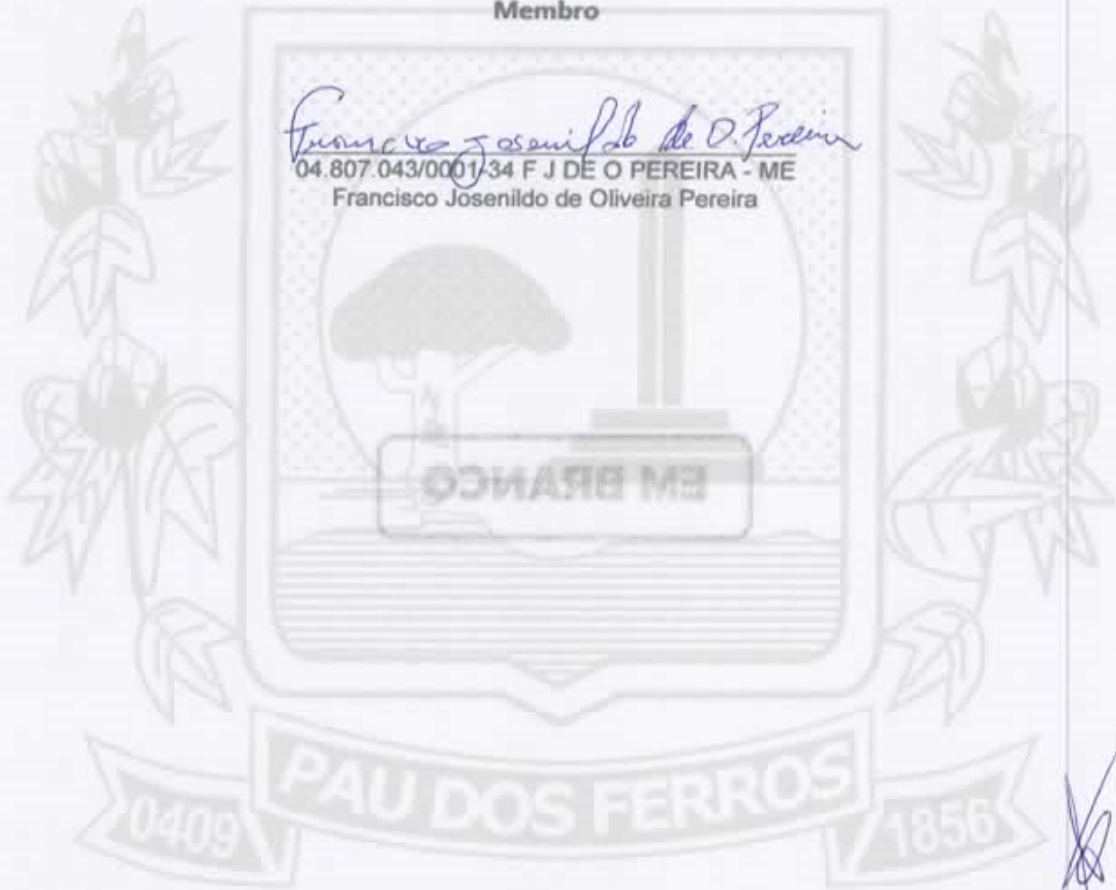 Membro
Francisco Josenildo de O. Pereira
04.807.043/0001-34 F J DE O PEREIRA - ME
Francisco Josenildo de Oliveira Pereira
EM BRANCO
PAU DOS FERROS
0409 1856